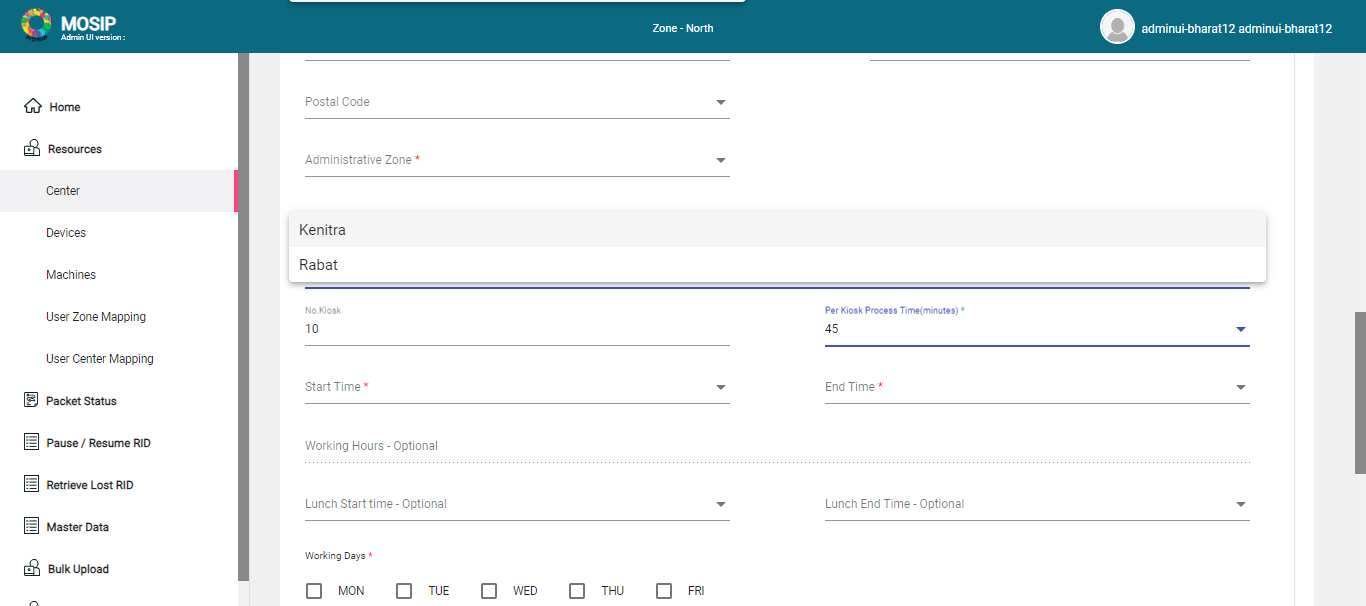 MOSIP
Admin UI version :
Zone - North
adminui-bharat12 adminui-bharat12
Home
Resources
Center
Devices
Machines
User Zone Mapping
User Center Mapping
Packet Status
Pause / Resume RID
Retrieve Lost RID
Master Data
Bulk Upload
Postal Code
Administrative Zone *
Kenitra
Rabat
No.Kiosk
10
Per Kiosk Process Time(minutes) *
45
Start Time *
End Time *
Working Hours - Optional
Lunch Start time - Optional
Lunch End Time - Optional
Working Days *
MON TUE WED THU FRI